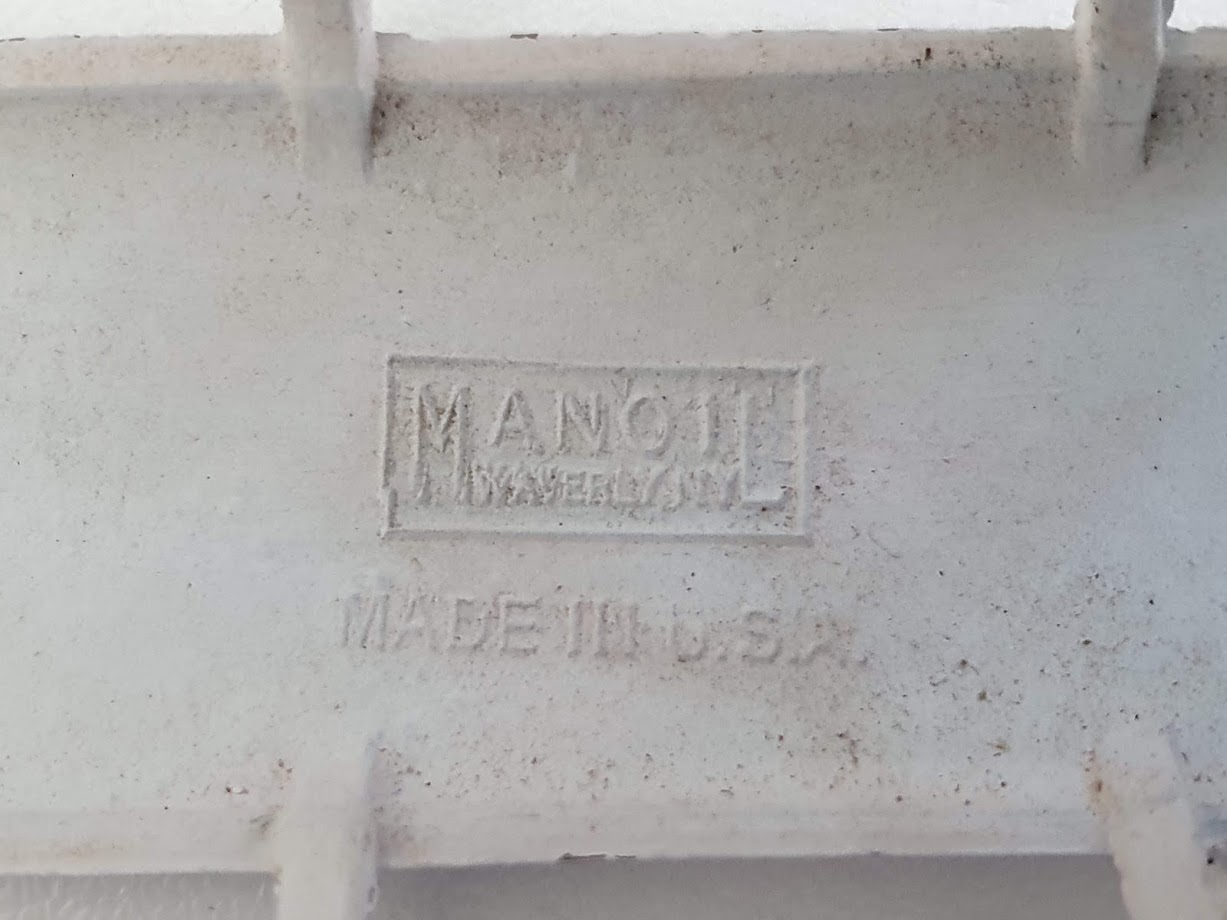 MANOIL
WAVERLY, N.Y.
MADE IN U.S.A.